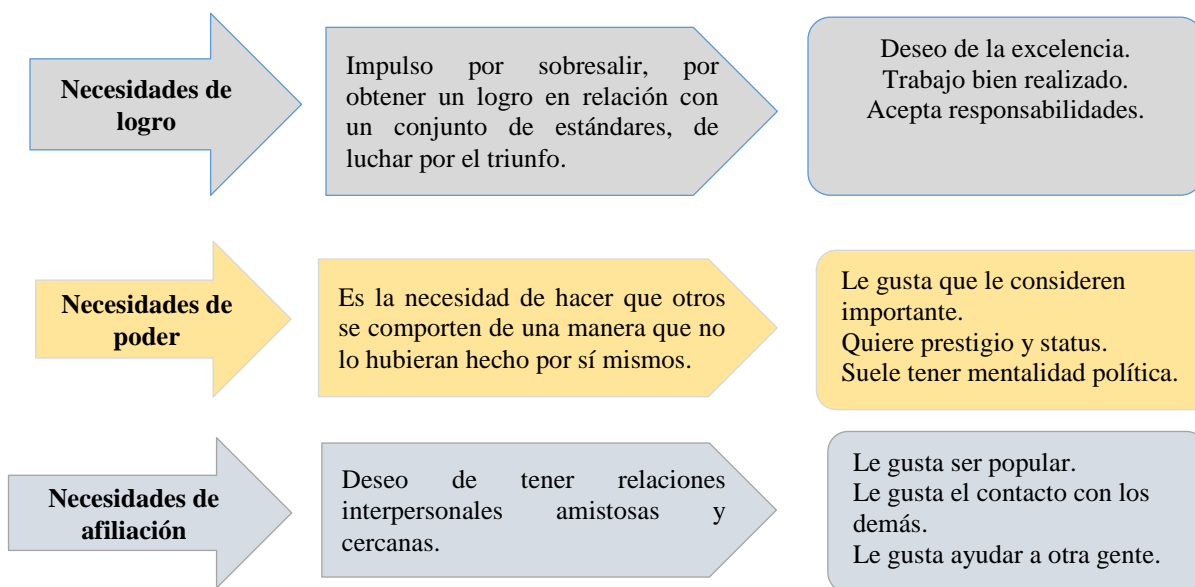 Necesidades de
logro
Impulso por sobresalir, por
obtener un logro en relación con
un conjunto de estándares, de
luchar por el triunfo.
Deseo de la excelencia.
Trabajo bien realizado.
Acepta responsabilidades.
Necesidades de
poder
Es la necesidad de hacer que otros
se comporten de una manera que no
lo hubieran hecho por sí mismos.
Le gusta que le consideren
importante.
Quiere prestigio y status.
Suele tener mentalidad política.
Necesidades de
afiliación
Deseo de tener relaciones
interpersonales amistosas y
cercanas.
Le gusta ser popular.
Le gusta el contacto con los
demás.
Le gusta ayudar a otra gente.